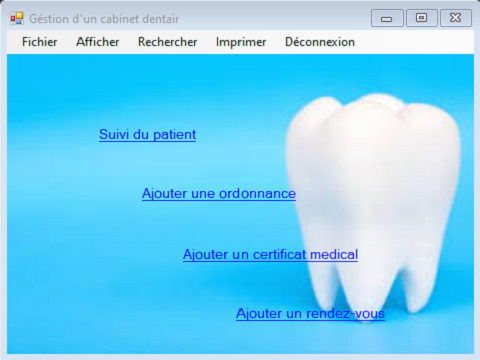 Géstion d'un cabinet dentair
Fichier Afficher Rechercher Imprimer Déconnexion
Suivi du patient
Ajouter une ordonnance
Ajouter un certificat medical
Ajouter un rendez-vous